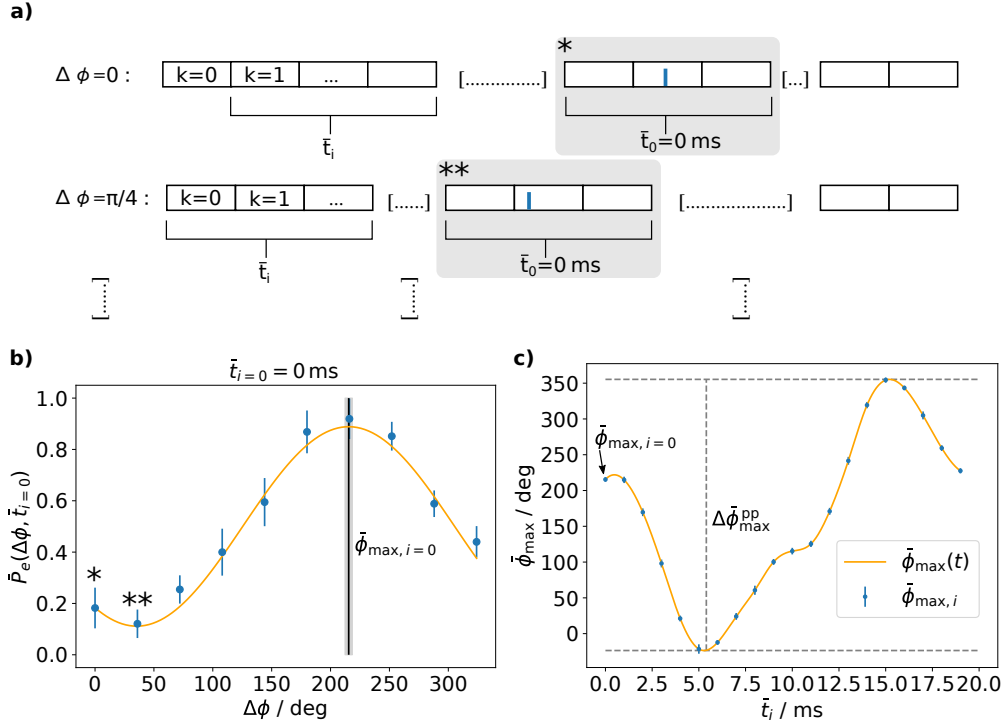 a)
Δ ϕ=0 :
k=0
k=1
...
[...............]
*
[...]
t̄ᵢ
t̄₀=0 ms
**
Δ ϕ=π/4 :
k=0
k=1
...
[......]
[..................]
t̄ᵢ
t̄₀=0 ms
[......]
[......]
[......]
b)
t̄ᵢ₌₀ = 0 ms
P̄ₑ(Δϕ, t̄ᵢ₌₀)
1.0
0.8
0.6
0.4
0.2
0.0
*
**
ϕ̄max, i=0
0 50 100 150 200 250 300
Δϕ / deg
c)
ϕ̄max / deg
350
300
250
200
150
100
50
0
ϕ̄max, i=0
Δϕ̄ᵖᵖmax
ϕ̄max(t)
ϕ̄max, i
0.0 2.5 5.0 7.5 10.0 12.5 15.0 17.5 20.0
t̄ᵢ / ms